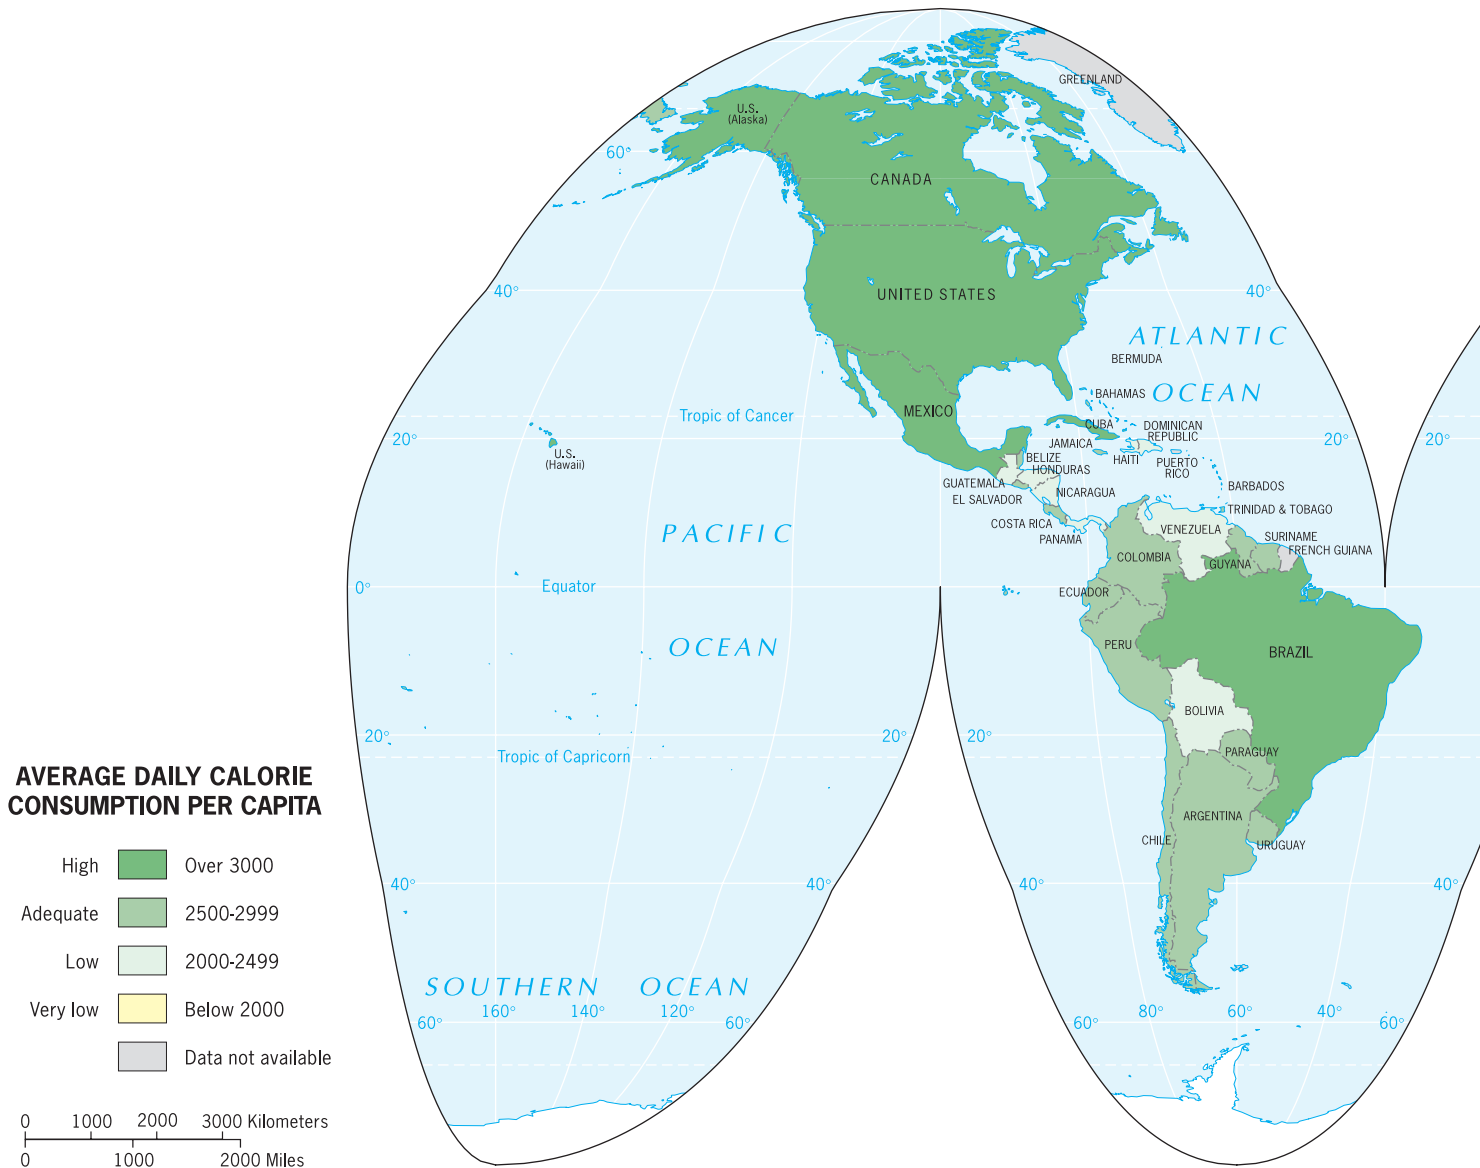 GREENLAND
U.S.
(Alaska)
60°
CANADA
40°
UNITED STATES
40°
ATLANTIC
BERMUDA
OCEAN
BAHAMAS
Tropic of Cancer
MEXICO
CUBA
DOMINICAN
REPUBLIC
20°
20°
20°
JAMAICA
U.S.
(Hawaii)
BELIZE
HAITI
PUERTO
RICO
HONDURAS
GUATEMALA
NICARAGUA
BARBADOS
EL SALVADOR
TRINIDAD & TOBAGO
COSTA RICA
PACIFIC
VENEZUELA
PANAMA
SURINAME
FRENCH GUIANA
COLOMBIA
GUYANA
0°
Equator
ECUADOR
OCEAN
PERU
BRAZIL
BOLIVIA
20°
20°
20°
Tropic of Capricorn
PARAGUAY
ARGENTINA
CHILE
URUGUAY
40°
40°
40°
40°
SOUTHERN OCEAN
60°
160°
140°
120°
60°
60°
80°
60°
40°
60°
AVERAGE DAILY CALORIE
CONSUMPTION PER CAPITA
High Over 3000
Adequate 2500-2999
Low 2000-2499
Very low Below 2000
Data not available
0 1000 2000 3000 Kilometers
0 1000 2000 Miles